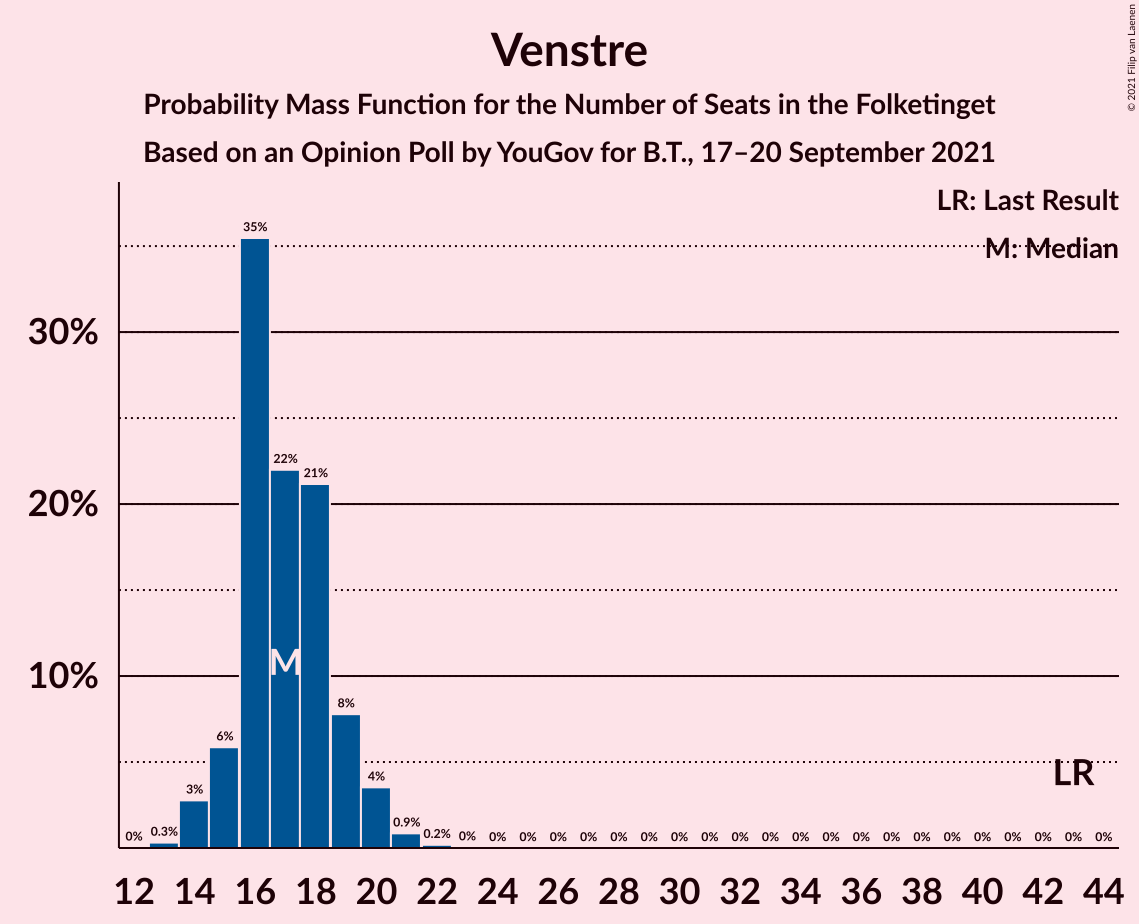 Venstre
Probability Mass Function for the Number of Seats in the Folketinget
Based on an Opinion Poll by YouGov for B.T., 17–20 September 2021
© 2021 Filip van Laenen
LR: Last Result
M: Median
35%
30%
22%
21%
20%
M
10%
8%
6%
4%
3%
LR
0.9%
0.3%
0.2%
0% 0% 0% 0% 0% 0% 0% 0% 0% 0% 0% 0% 0% 0% 0% 0% 0% 0% 0% 0% 0% 0% 0%
12 14 16 18 20 22 24 26 28 30 32 34 36 38 40 42 44